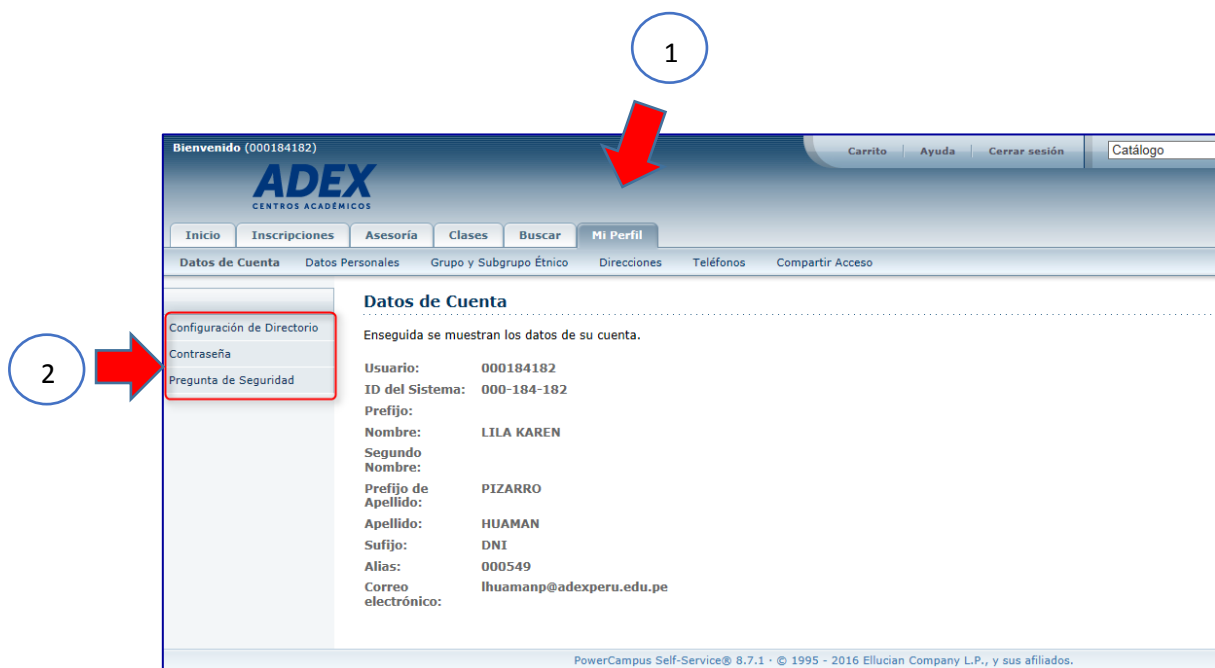 1
Bienvenido (000184182)
Carrito Ayuda Cerrar sesión Catálogo
ADEX
CENTROS ACADÉMICOS
Inicio Inscripciones Asesoría Clases Buscar Mi Perfil
Datos de Cuenta Datos Personales Grupo y Subgrupo Étnico Direcciones Teléfonos Compartir Acceso
2
Configuración de Directorio
Contraseña
Pregunta de Seguridad
Datos de Cuenta
Enseguida se muestran los datos de su cuenta.
Usuario: 000184182
ID del Sistema: 000-184-182
Prefijo:
Nombre: LILA KAREN
Segundo
Nombre:
Prefijo de PIZARRO
Apellido:
Apellido: HUAMAN
Sufijo: DNI
Alias: 000549
Correo lhuamanp@adexperu.edu.pe
electrónico:
PowerCampus Self-Service® 8.7.1 · © 1995 - 2016 Ellucian Company L.P., y sus afiliados.